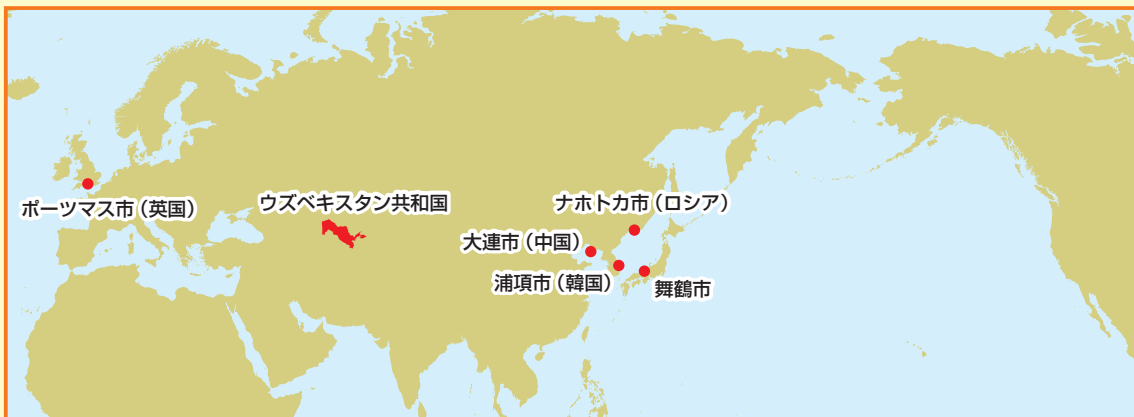 ポーツマス市（英国）
ウズベキスタン共和国
ナホトカ市（ロシア）
大連市（中国）
浦項市（韓国）
舞鶴市